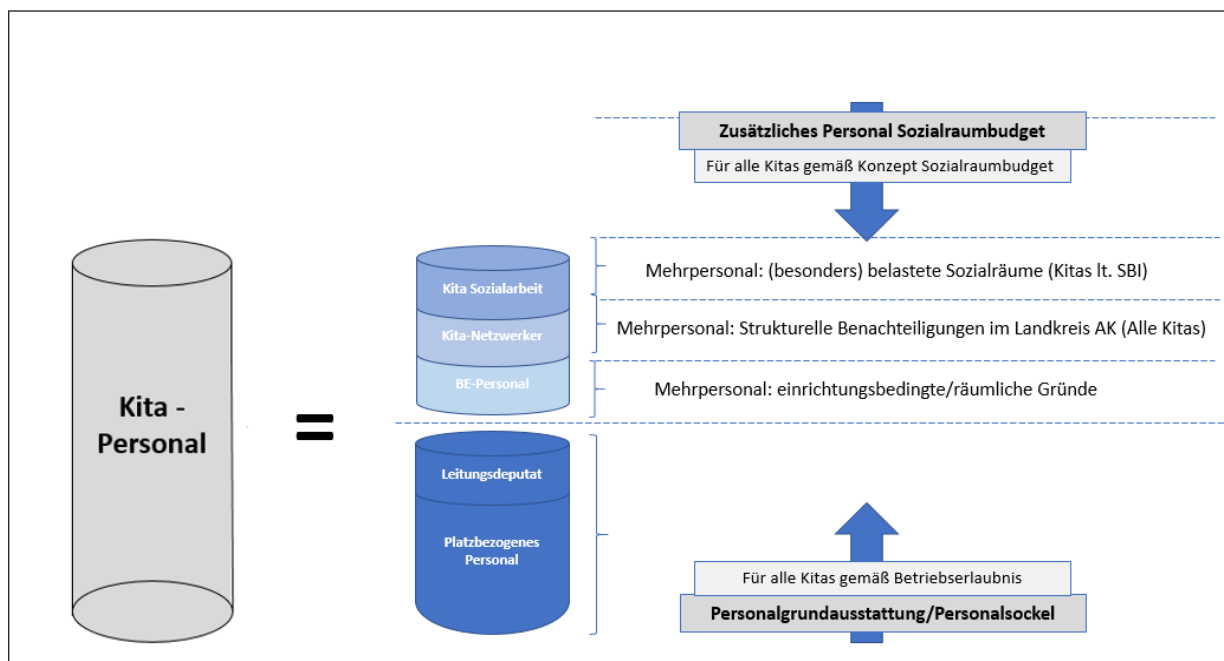 Zusätzliches Personal Sozialraumbudget
Für alle Kitas gemäß Konzept Sozialraumbudget
Kita Sozialarbeit
Mehrpersonal: (besonders) belastete Sozialräume (Kitas lt. SBI)
Kita-Netzwerker
Mehrpersonal: Strukturelle Benachteiligungen im Landkreis AK (Alle Kitas)
BE-Personal
Mehrpersonal: einrichtungsbedingte/räumliche Gründe
Kita -
Personal
=
Leitungsdeputat
Platzbezogenes
Personal
Für alle Kitas gemäß Betriebserlaubnis
Personalgrundausstattung/Personalsockel